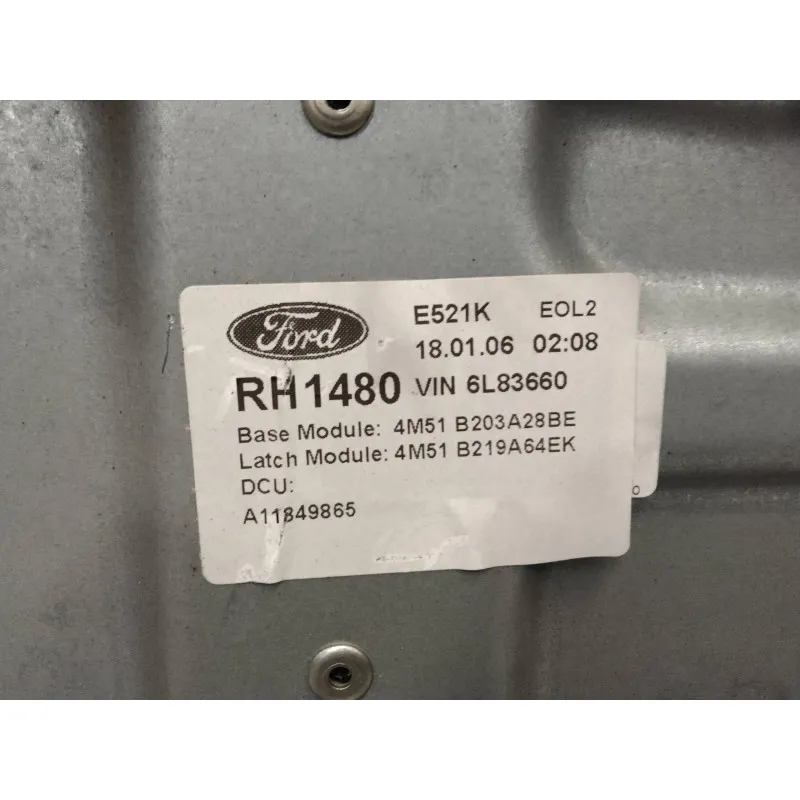 Ford
E521K EOL2
18.01.06 02:08
RH1480 VIN 6L83660
Base Module: 4M51 B203A28BE
Latch Module: 4M51 B219A64EK
DCU:
A11849865